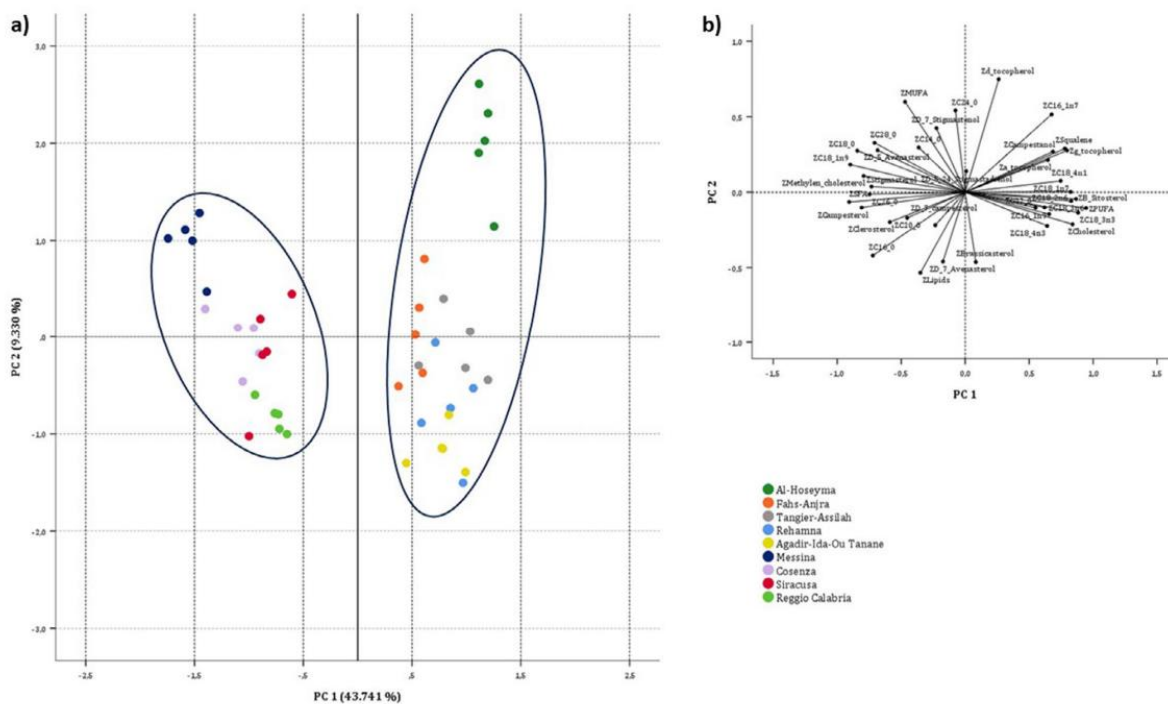 a)
3,0
2,0
1,0
,0
-1,0
-2,0
-3,0
PC 2 (9.330 %)
-2,5
-1,5
-,5
,5
1,5
2,5
PC 1 (43.741 %)
b)
1,0
0,5
0,0
-0,5
-1,0
PC 2
Zd_tocopherol
ZMUFA
ZC24_0
ZC16_1n7
ZD_7_Stigmastenol
ZC20_0
ZC14_0
ZSqualene
ZCampestanol
Zg_tocopherol
ZC18_0
ZD_5_Avenasterol
ZC18_1n9
Za_tocopherol
ZC18_4n1
ZMethylen_cholesterol
ZC18_1n7
ZSFA
ZB_Sitosterol
ZPUFA
ZCampesterol
ZD_7_Campesterol
ZC18_3n3
ZClerosterol
ZC18_4n3
ZCholesterol
ZC16_0
ZBrassicasterol
ZD_7_Avenasterol
ZLipids
-1,5
-1,0
-0,5
0,0
0,5
1,0
1,5
PC 1
Al-Hoseyma
Fahs-Anjra
Tangier-Assilah
Rehamna
Agadir-Ida-Ou Tanane
Messina
Cosenza
Siracusa
Reggio Calabria